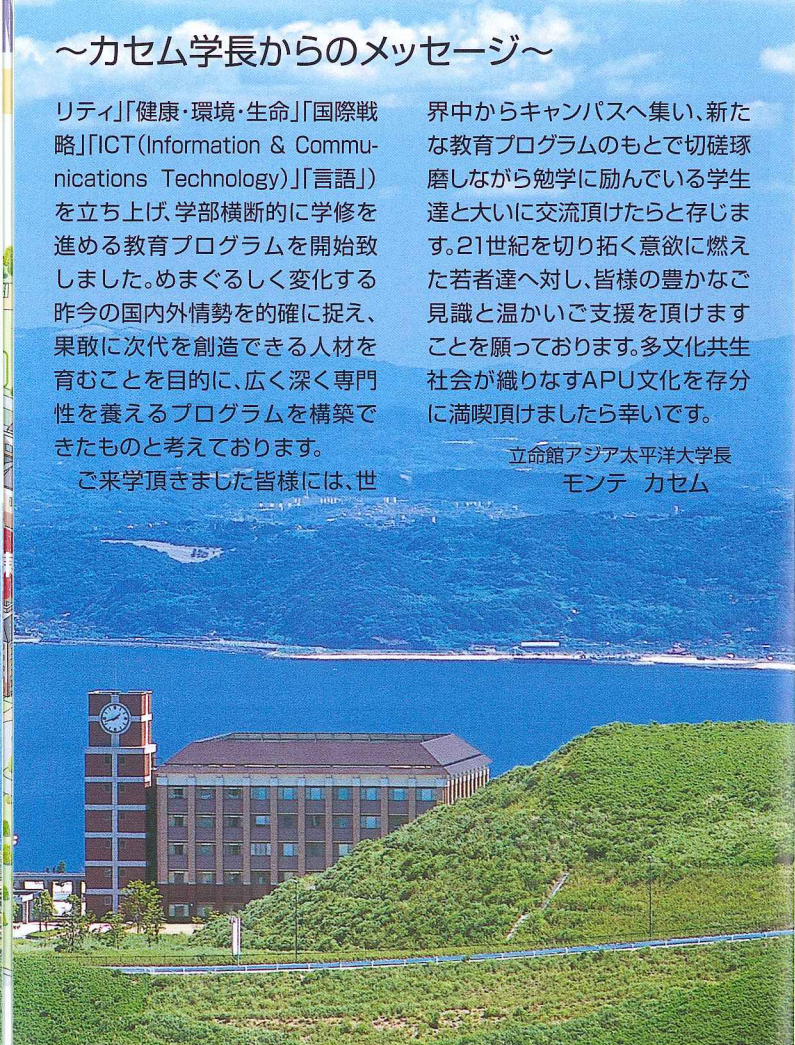 ～カセム学長からのメッセージ～
リティ」「健康・環境・生命」「国際戦
略」「ICT(Information & Commu-
nications Technology)」「言語」)
を立ち上げ、学部横断的に学修を
進める教育プログラムを開始致
しました。めまぐるしく変化する
昨今の国内外情勢を的確に捉え、
果敢に次代を創造できる人材を
育むことを目的に、広く深く専門
性を養えるプログラムを構築で
きたものと考えております。
　ご来学頂きました皆様には、世
界中からキャンパスへ集い、新た
な教育プログラムのもとで切磋琢
磨しながら勉学に励んでいる学生
達と大いに交流頂けたらと存じま
す。21世紀を切り拓く意欲に燃え
た若者達へ対し、皆様の豊かなご
見識と温かいご支援を頂けます
ことを願っております。多文化共生
社会が織りなすAPU文化を存分
に満喫頂けましたら幸いです。
立命館アジア太平洋大学長
モンテ　カセム